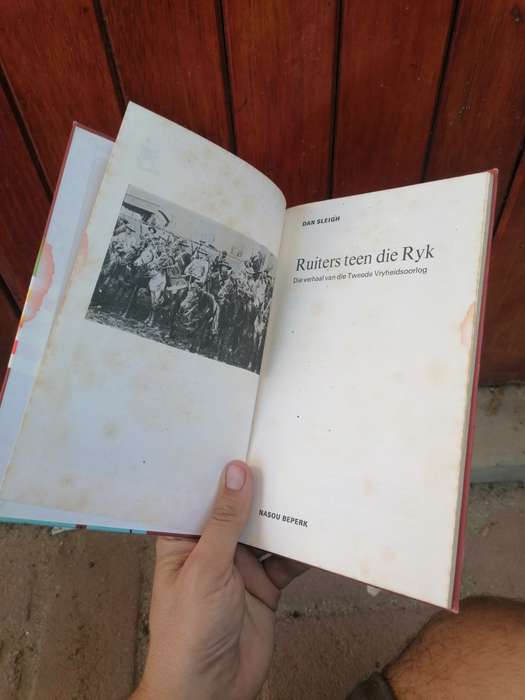 DAN SLEIGH
Ruiters teen die Ryk
Die verhaal van die Tweede Vryheidsoorlog
NASOU BEPERK